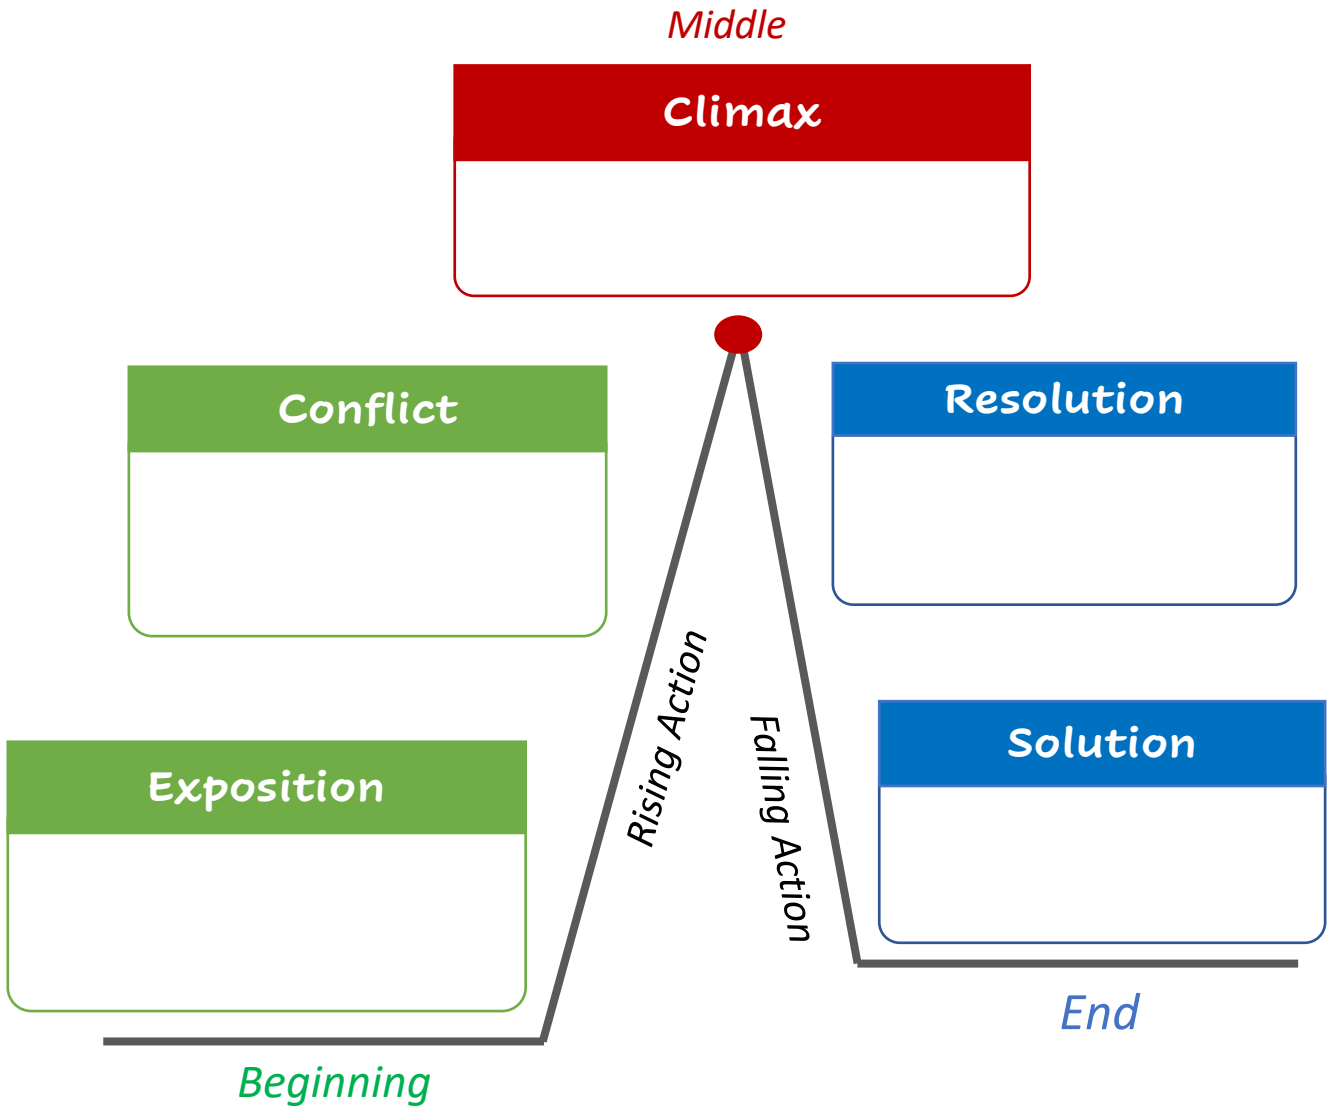 Middle
Climax
Conflict
Resolution
Rising Action
Falling Action
Exposition
Solution
Beginning
End